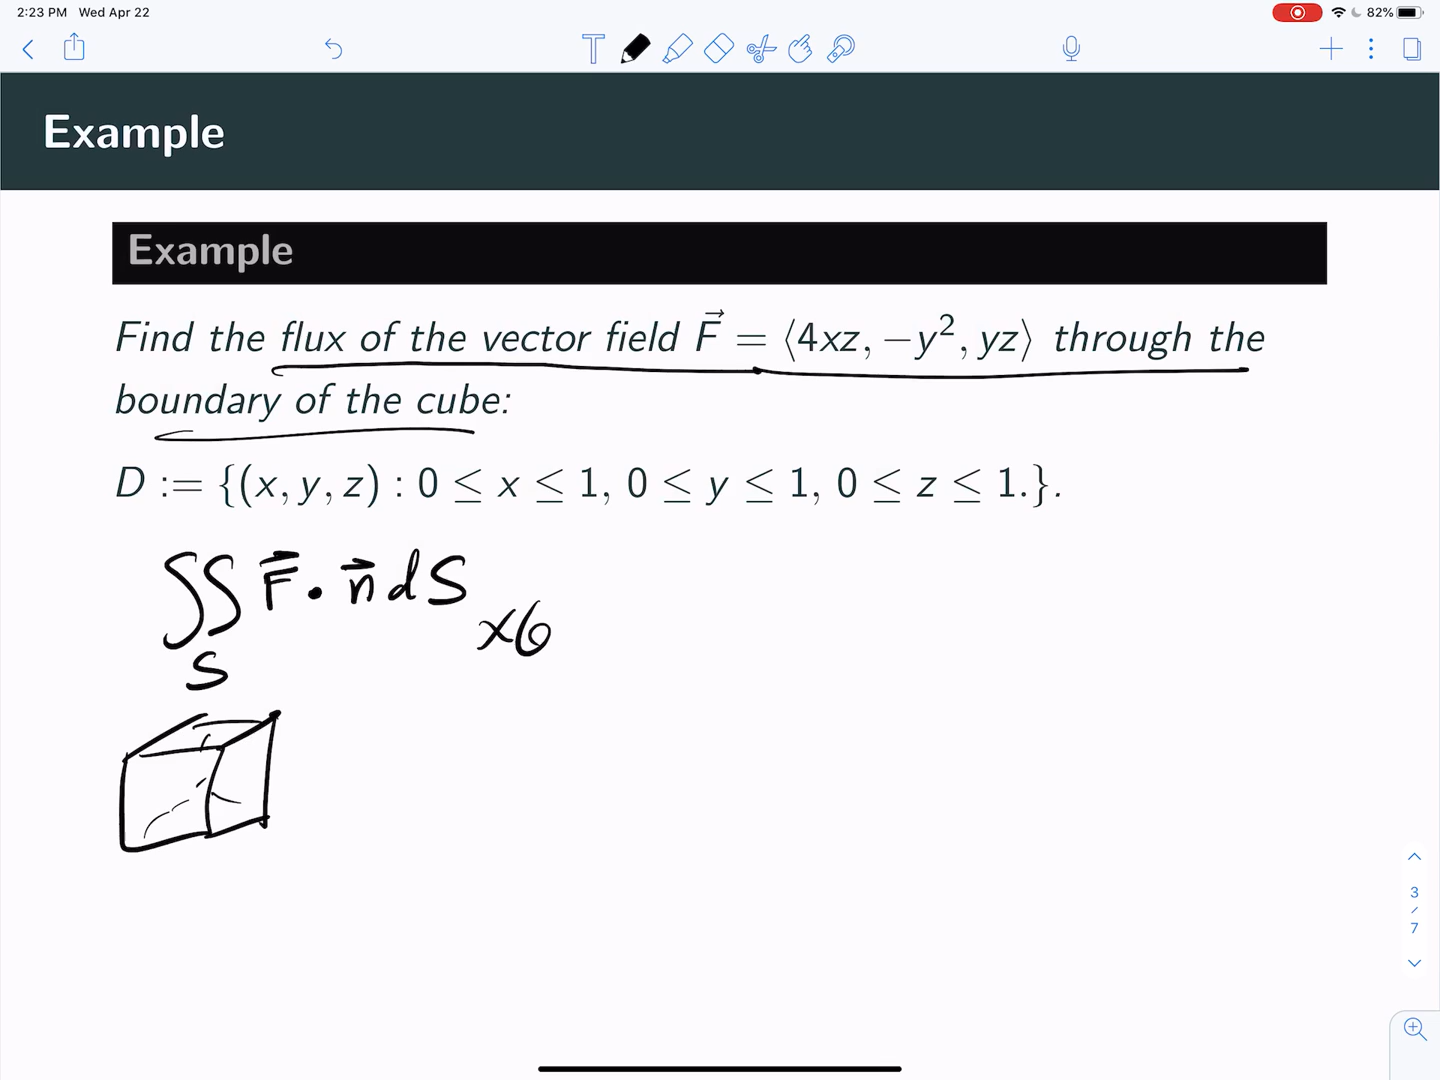 2:23 PM Wed Apr 22
82%
Example
Example
Find the flux of the vector field F⃗ = ⟨4xz, −y², yz⟩ through the
boundary of the cube:
D := {(x, y, z) : 0 ≤ x ≤ 1, 0 ≤ y ≤ 1, 0 ≤ z ≤ 1.}.
∬ F⃗ · n⃗ dS
S
×6
3
/
7